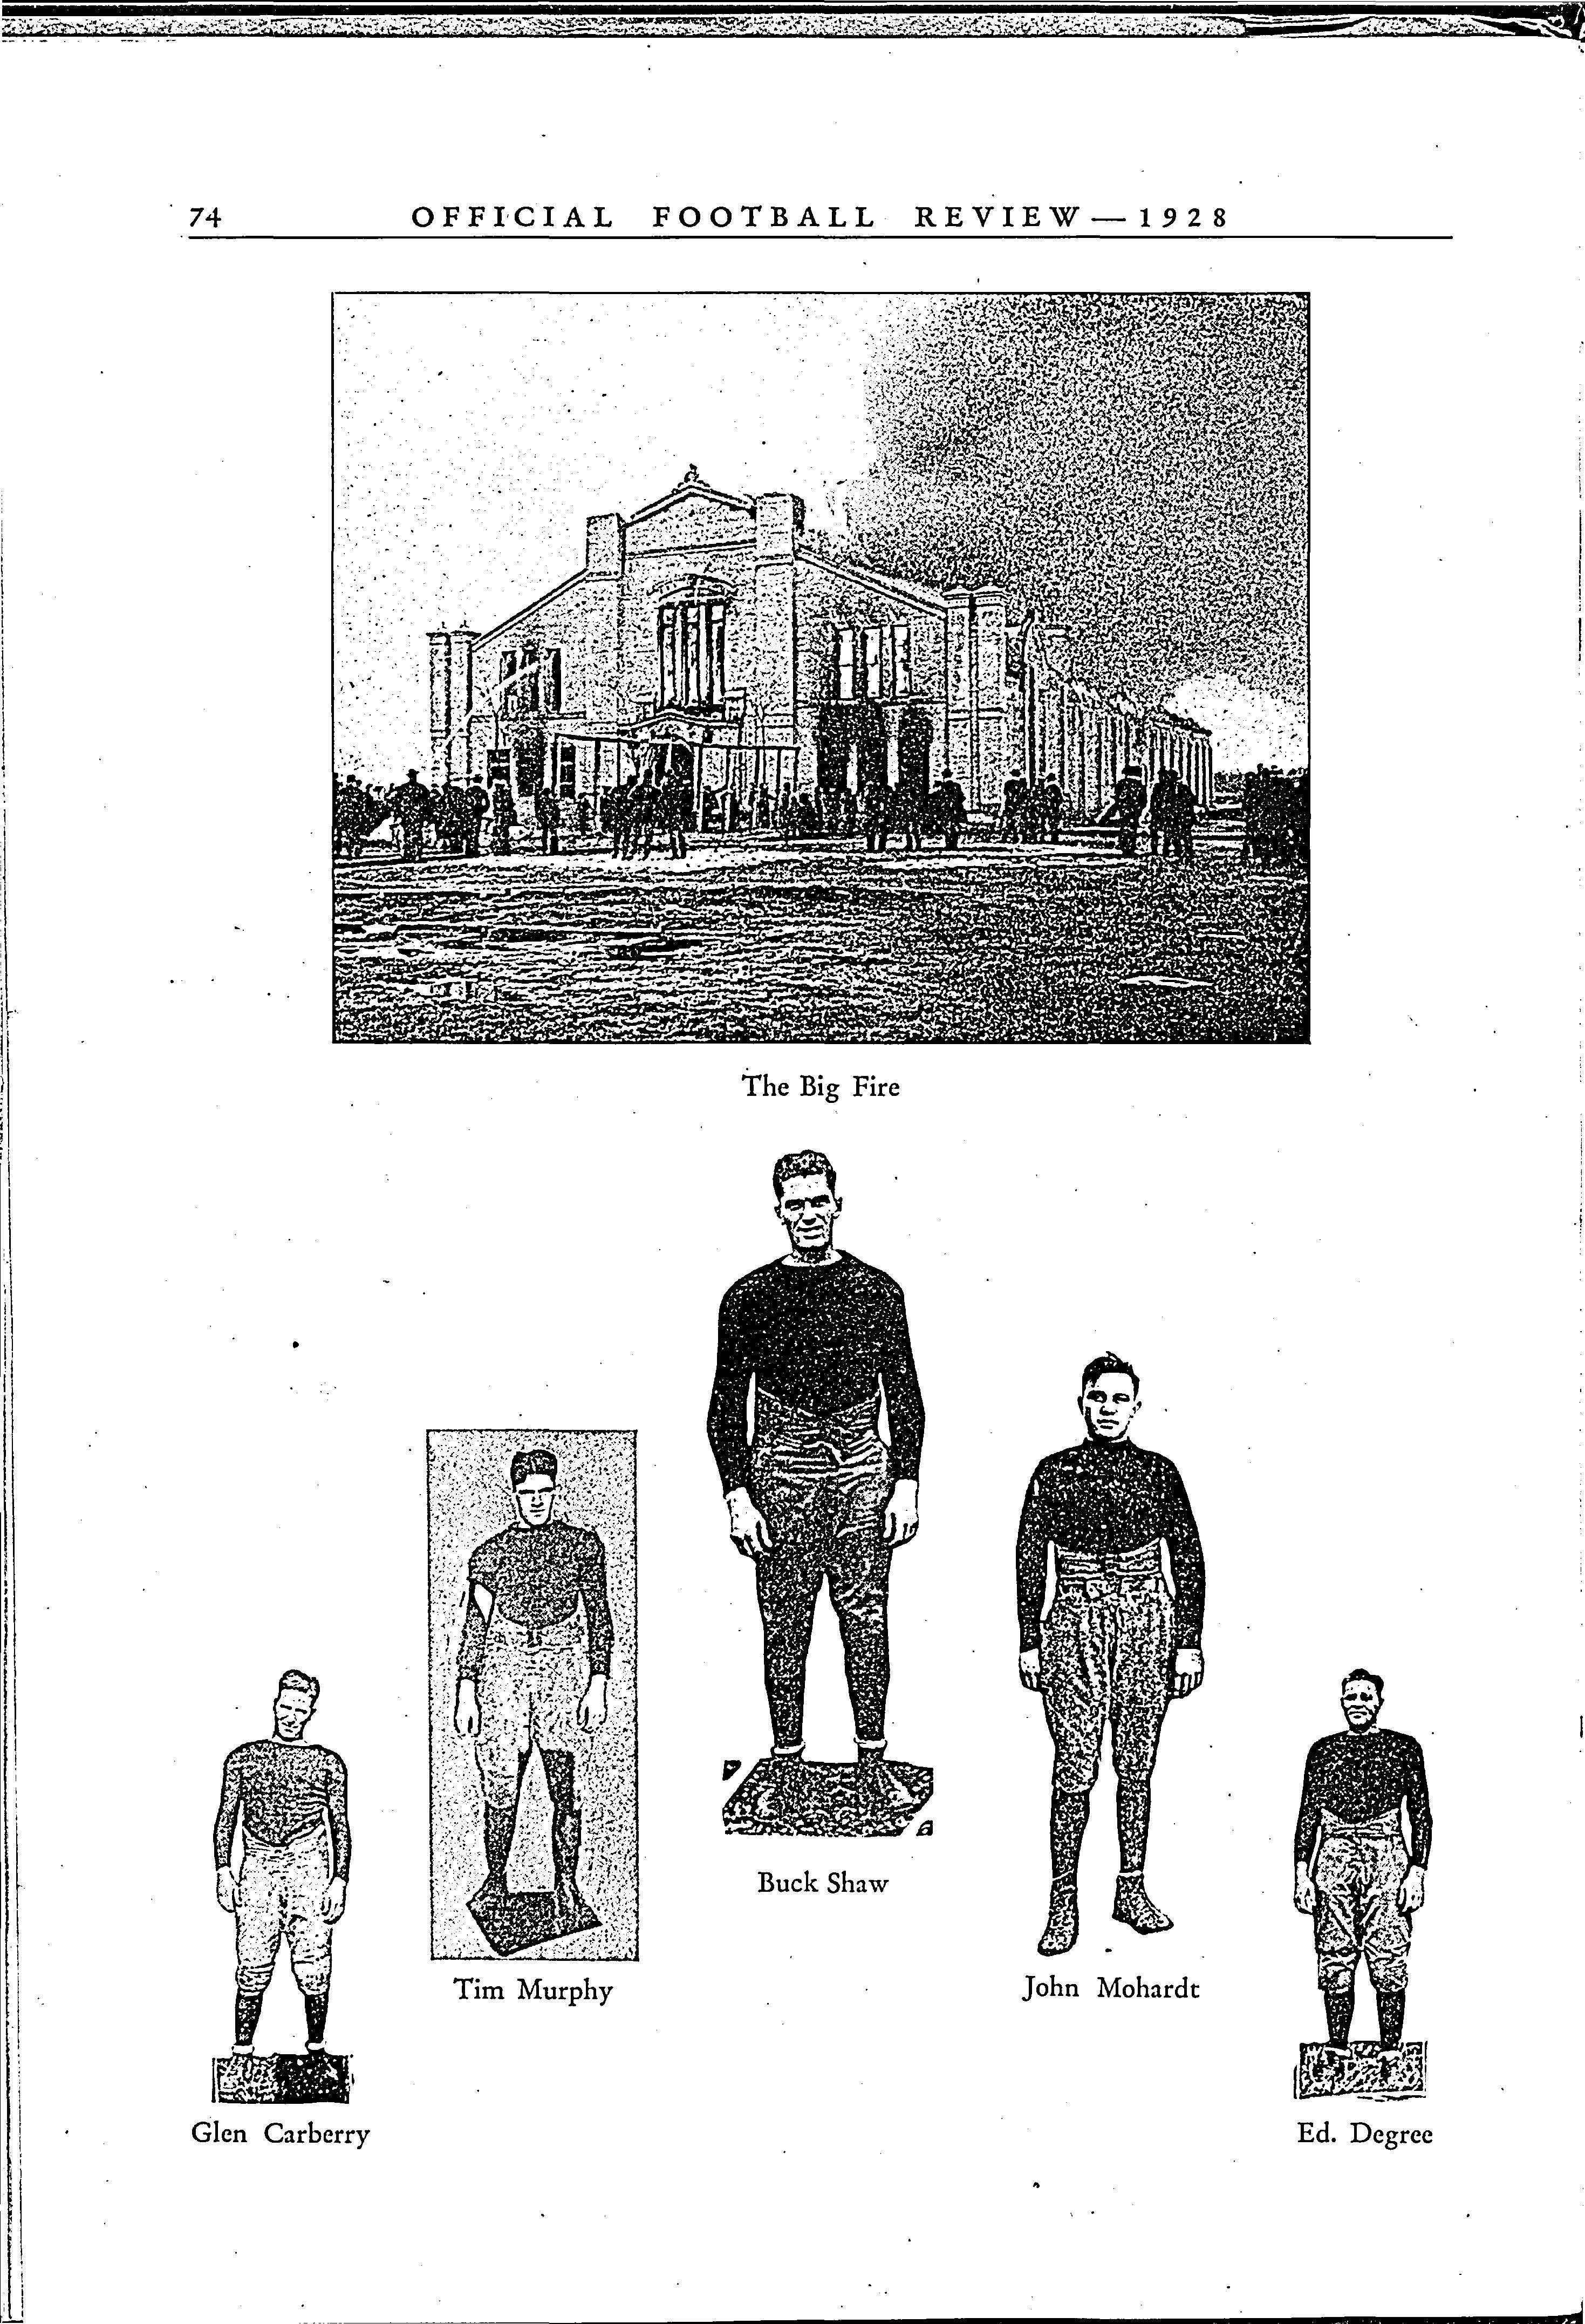 74 OFFICIAL FOOTBALL REVIEW—1928
The Big Fire
Buck Shaw
Tim Murphy
John Mohardt
Glen Carberry
Ed. Degree